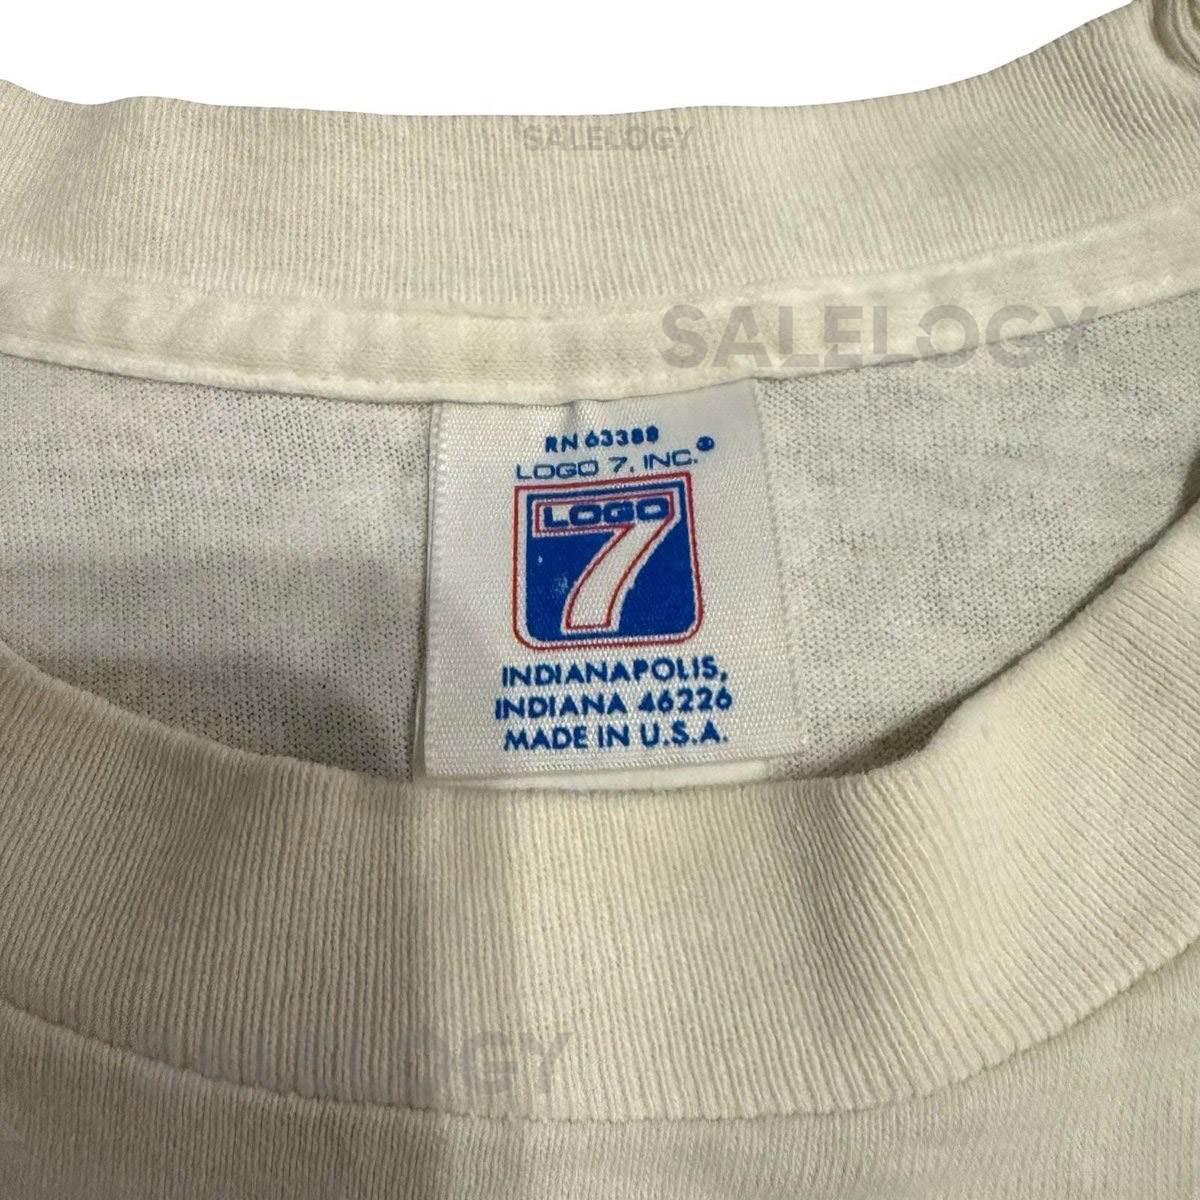 SALELOGY
SALELOGY
RN 63388
LOGO 7, INC.®
LOGO
7
INDIANAPOLIS,
INDIANA 46226
MADE IN U.S.A.